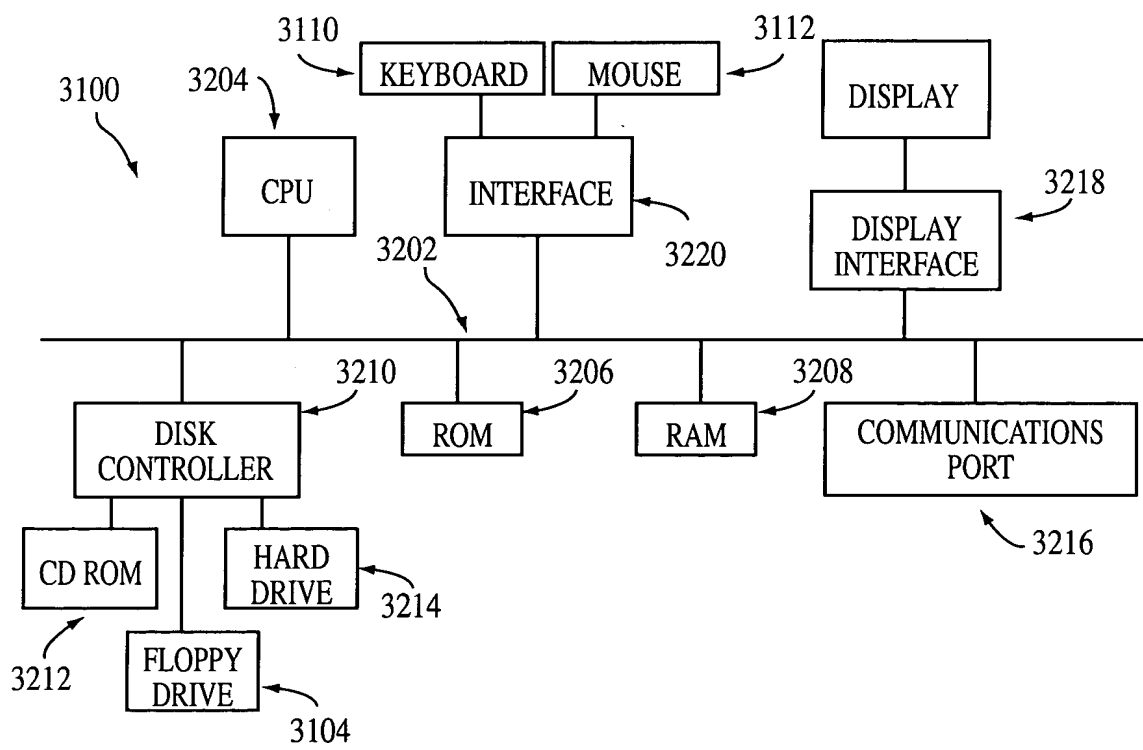 3110
KEYBOARD
MOUSE
3112
3204
3100
DISPLAY
CPU
INTERFACE
3218
3220
DISPLAY
INTERFACE
3202
3210
3206
3208
DISK
CONTROLLER
ROM
RAM
COMMUNICATIONS
PORT
CD ROM
HARD
DRIVE
3214
3216
3212
FLOPPY
DRIVE
3104